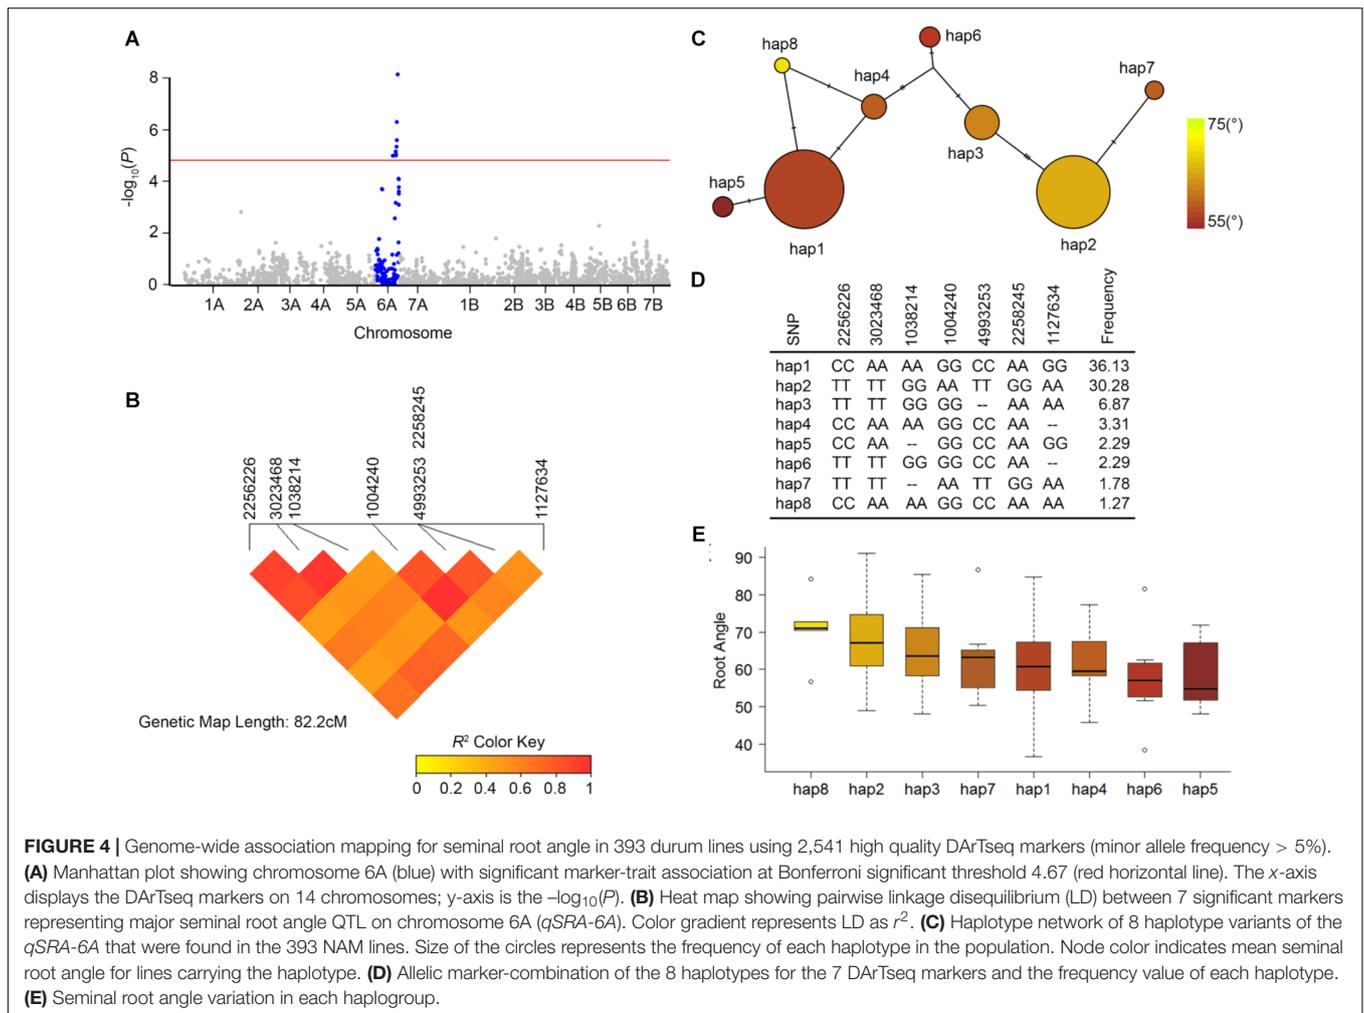 A
8
6
4
2
0
-log10(P)
1A 2A 3A 4A 5A 6A 7A 1B 2B 3B 4B 5B 6B 7B
Chromosome
B
2256226
3023468
1038214
1004240
4993253 2258245
1127634
Genetic Map Length: 82.2cM
R² Color Key
0 0.2 0.4 0.6 0.8 1
C
hap8
hap4
hap6
hap7
hap3
hap5
hap1
hap2
75(°)
55(°)
D
SNP 2256226 3023468 1038214 1004240 4993253 2258245 1127634 Frequency
hap1 CC AA AA GG CC AA GG 36.13
hap2 TT TT GG AA TT GG AA 30.28
hap3 TT TT GG GG -- AA AA 6.87
hap4 CC AA AA GG CC AA -- 3.31
hap5 CC AA -- GG CC AA GG 2.29
hap6 TT TT GG GG CC AA -- 2.29
hap7 TT TT -- AA TT GG AA 1.78
hap8 CC AA AA GG CC AA AA 1.27
E
90
80
70
60
50
40
Root Angle
hap8 hap2 hap3 hap7 hap1 hap4 hap6 hap5
FIGURE 4 | Genome-wide association mapping for seminal root angle in 393 durum lines using 2,541 high quality DArTseq markers (minor allele frequency > 5%).
(A) Manhattan plot showing chromosome 6A (blue) with significant marker-trait association at Bonferroni significant threshold 4.67 (red horizontal line). The x-axis
displays the DArTseq markers on 14 chromosomes; y-axis is the –log10(P). (B) Heat map showing pairwise linkage disequilibrium (LD) between 7 significant markers
representing major seminal root angle QTL on chromosome 6A (qSRA-6A). Color gradient represents LD as r². (C) Haplotype network of 8 haplotype variants of the
qSRA-6A that were found in the 393 NAM lines. Size of the circles represents the frequency of each haplotype in the population. Node color indicates mean seminal
root angle for lines carrying the haplotype. (D) Allelic marker-combination of the 8 haplotypes for the 7 DArTseq markers and the frequency value of each haplotype.
(E) Seminal root angle variation in each haplogroup.